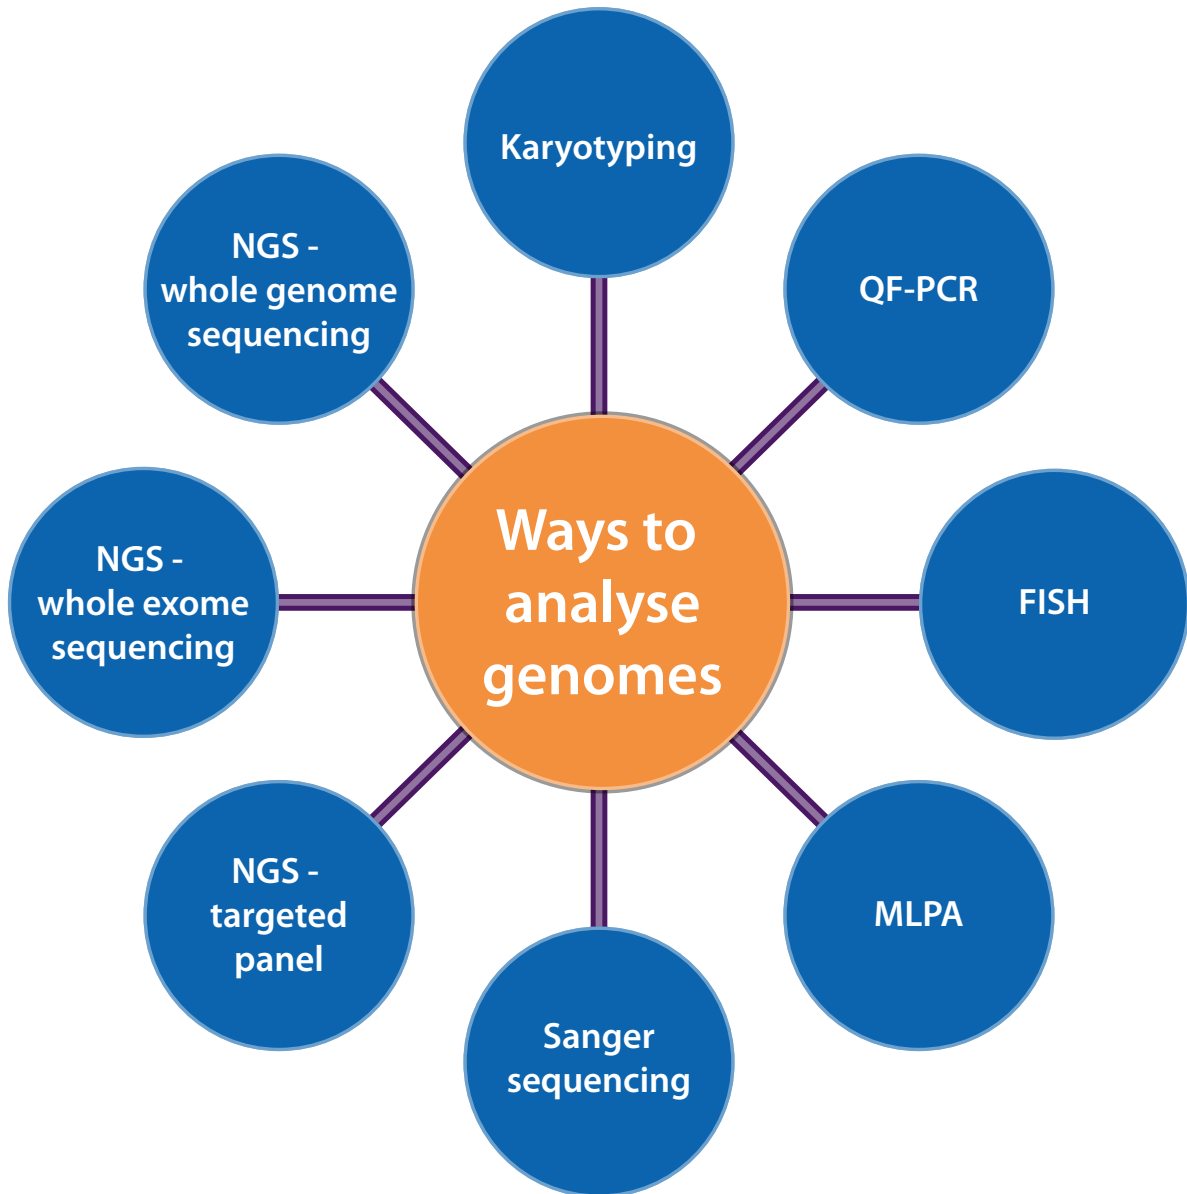 Karyotyping
QF-PCR
FISH
MLPA
Sanger
sequencing
NGS -
targeted
panel
NGS -
whole exome
sequencing
NGS -
whole genome
sequencing
Ways to
analyse
genomes